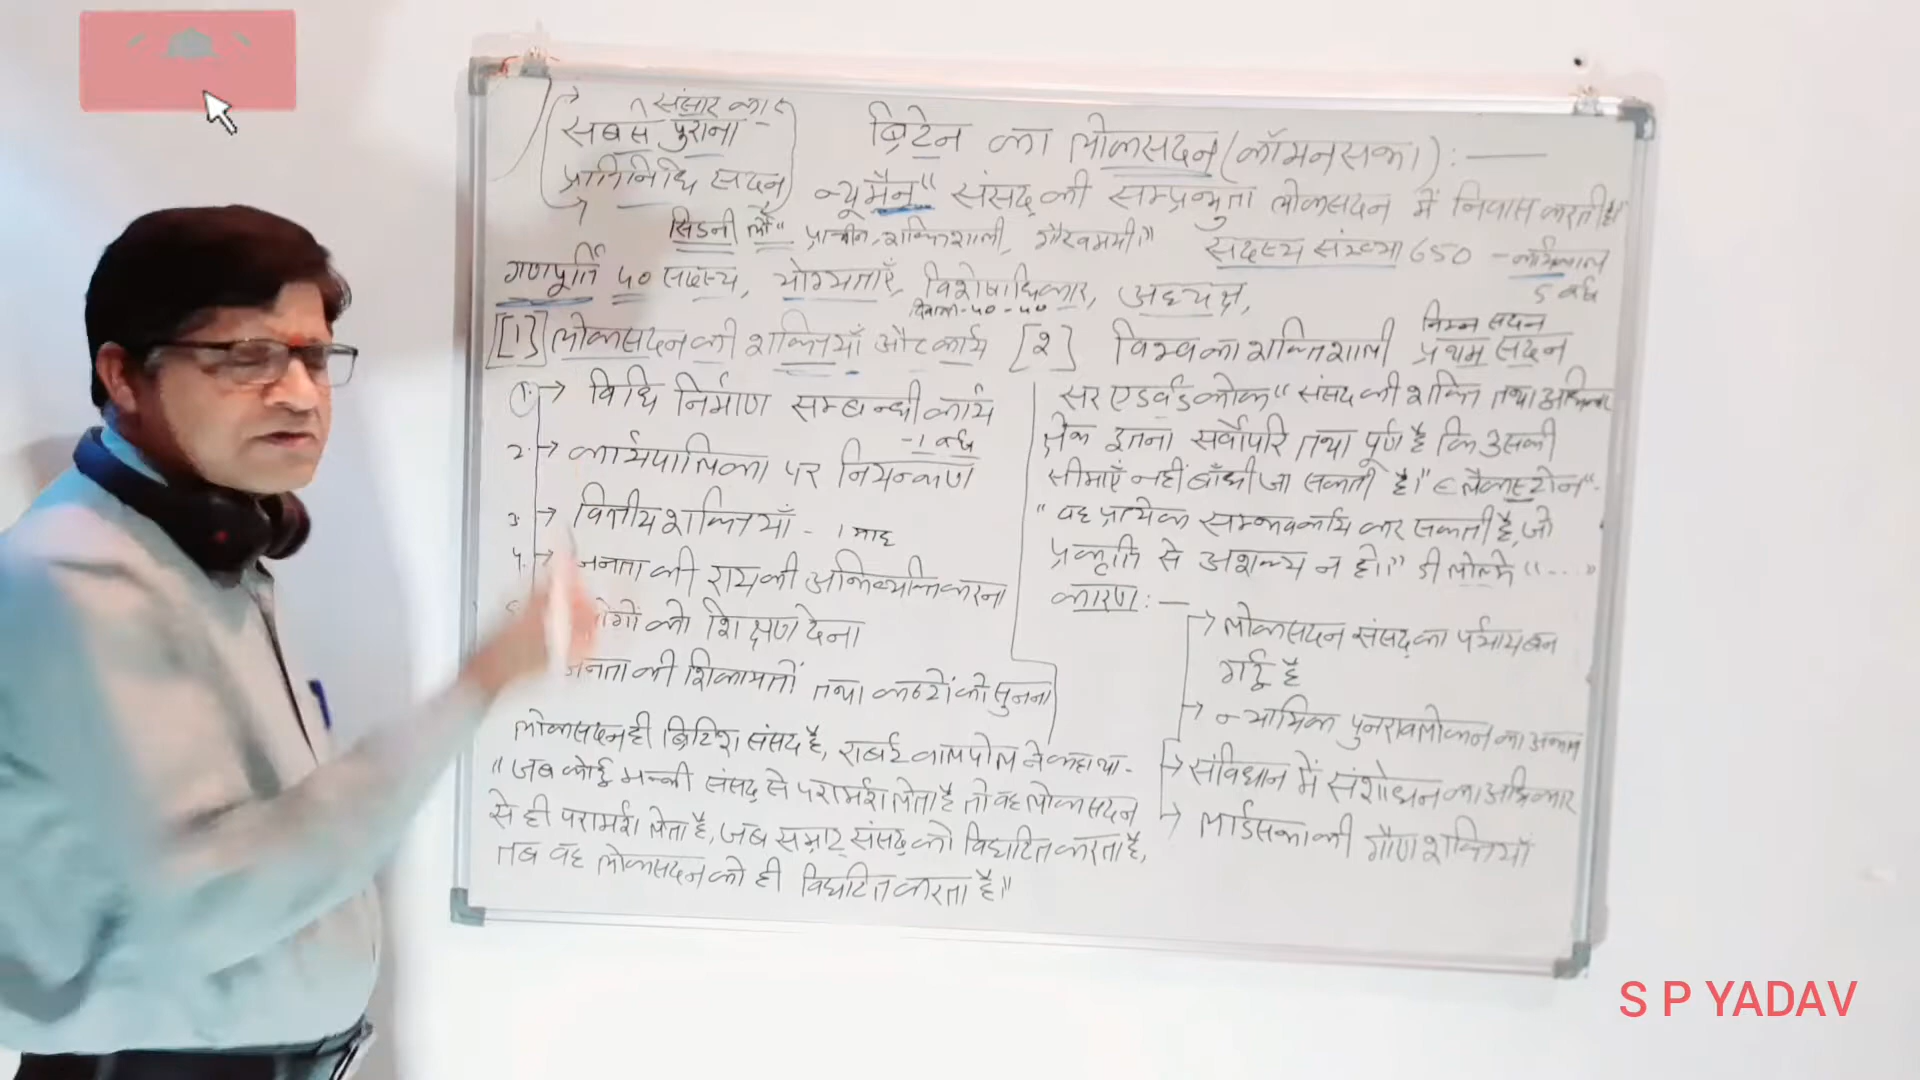 संसार का
सबसे पुराना
प्रतिनिधि सदन
ब्रिटेन का लोकसदन (कॉमनसभा) : —
न्यूमैन" संसद् की सम्प्रभुता लोकसदन में निवास करती है।
सिडनी लौ" प्राचीन, शक्तिशाली, गौरवमयी।" सदस्य संख्या 650 - कार्यकाल
5 वर्ष
गणपूर्ति 40 सदस्य, योग्यताएँ, विशेषाधिकार, अध्यक्ष,
[1] लोकसदन की शक्तियाँ और कार्य
1. → विधि निर्माण सम्बन्धी कार्य
- 1 वर्ष
2. → कार्यपालिका पर नियन्त्रण
3 → वित्तीय शक्तियाँ - 1 माह
4. → जनता की राय की अभिव्यक्ति करना
लोगों को शिक्षण देना
जनता की शिकायतों तथा कष्टों को सुनना
लोकसदन ही ब्रिटिश संसद है, राबर्ट वालपोल ने कहा था -
"जब कोई मन्त्री संसद् से परामर्श लेता है तो वह लोकसदन
से ही परामर्श लेता है, जब सम्राट् संसद् को विघटित करता है,
तब वह लोकसदन को ही विघटित करता है।"
[2] विश्व का शक्तिशाली प्रथम सदन
निम्न सदन
सर एडवर्ड कोक" संसद की शक्ति तथा अधिकार
क्षेत्र इतना सर्वोपरि तथा पूर्ण है कि उसकी
सीमाएँ नहीं बाँधी जा सकती है।" ब्लैकस्टोन" -
"वह प्रत्येक सम्भव कार्य कर सकती है, जो
प्रकृति से अशक्य न हो।" डी लोल्मे "...."
कारण : —
→ लोकसदन संसद् का पर्याय बन
गई है
→ न्यायिक पुनरावलोकन का अभाव
→ संविधान में संशोधन का अधिकार
→ लार्डसभा की गौण शक्तियाँ
S P YADAV